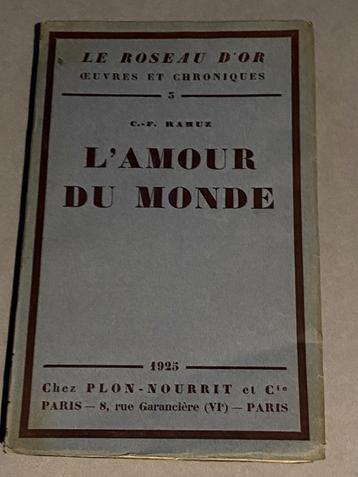 LE ROSEAU D'OR
ŒUVRES ET CHRONIQUES
5
C.-F. RAMUZ
L'AMOUR
DU MONDE
1925
Chez PLON-NOURRIT et Cie
PARIS — 8, rue Garancière (VIe) — PARIS